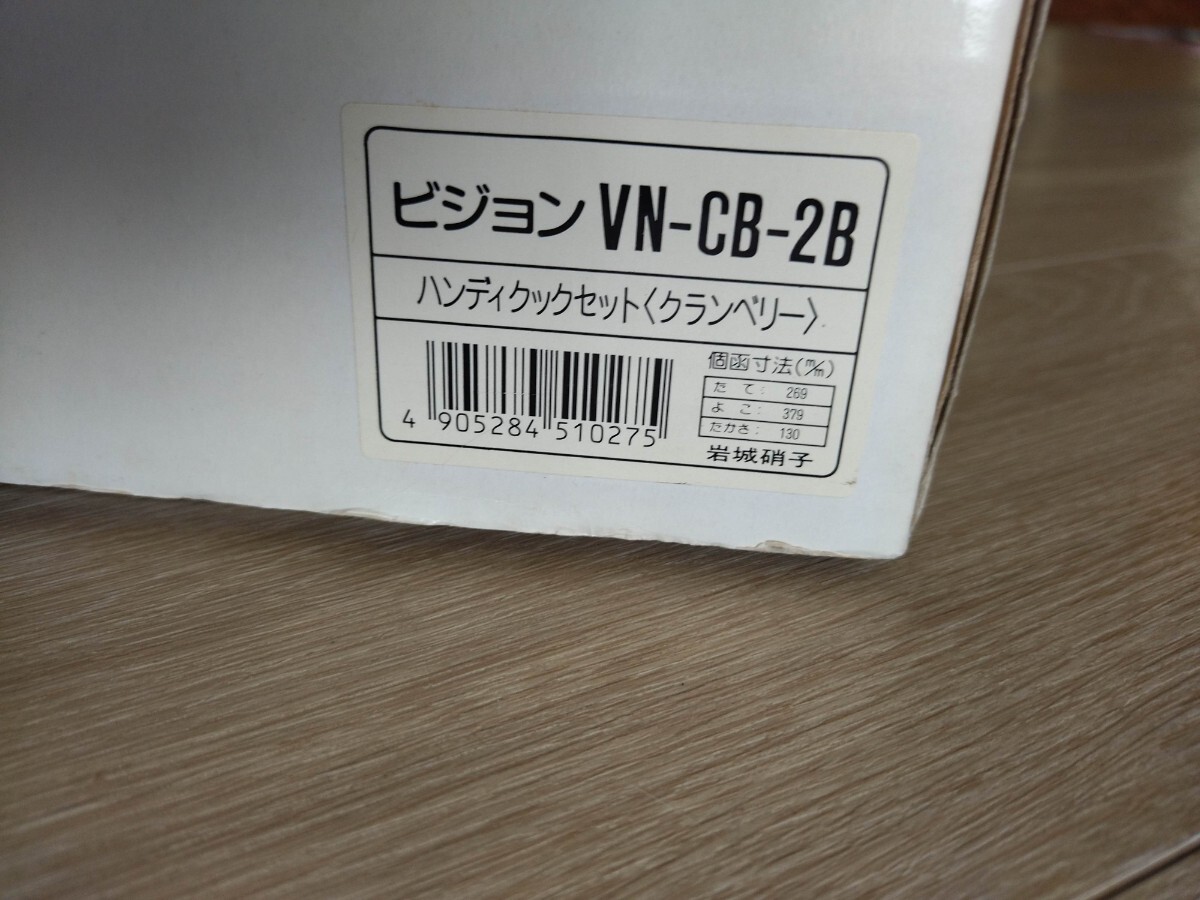 ビジョン VN-CB-2B
ハンディクックセット〈クランベリー〉
個函寸法(m/m)
たて: 269
よこ: 379
たかさ: 130
4 905284 510275
岩城硝子